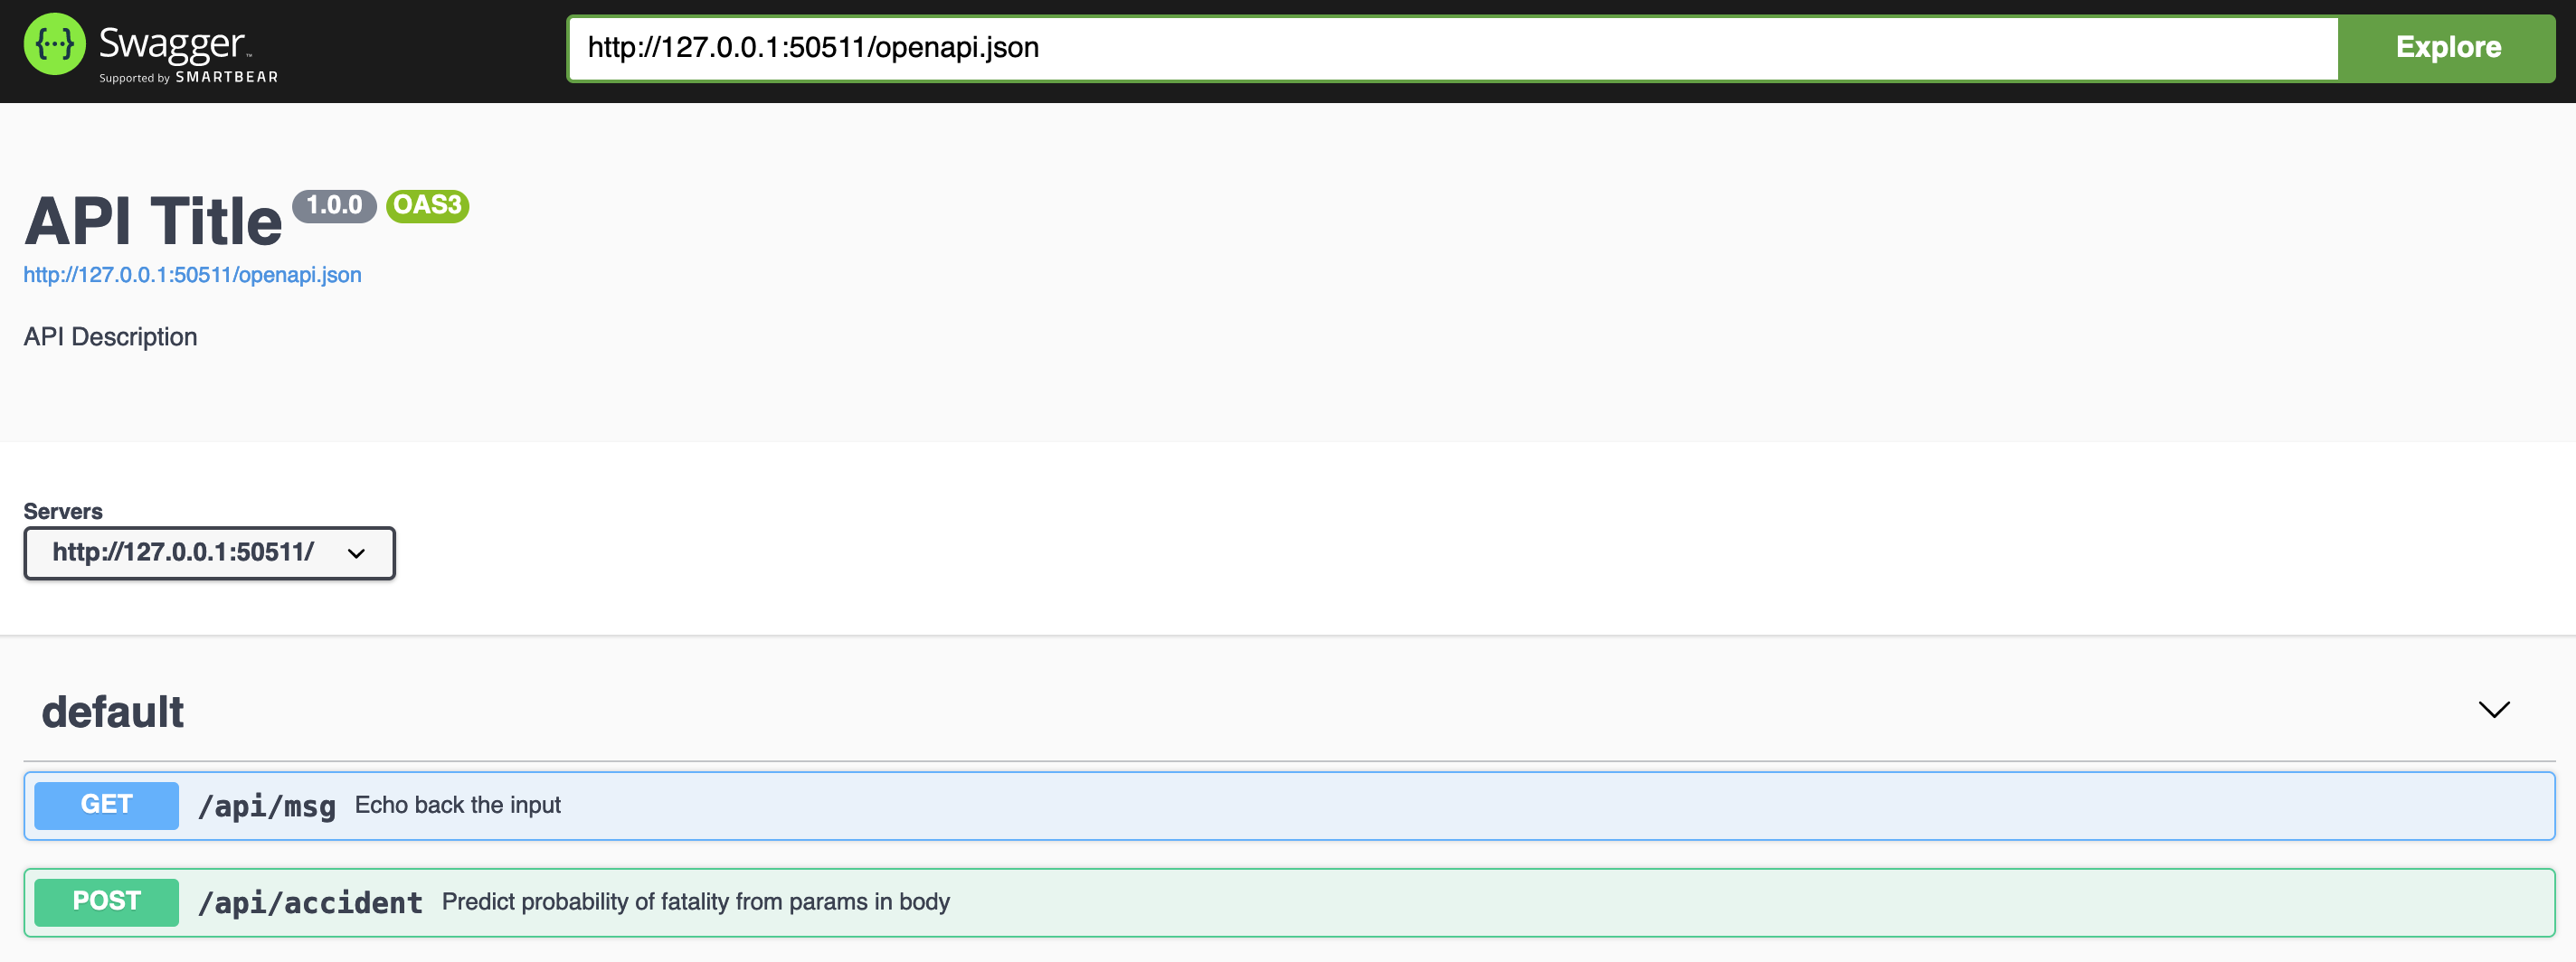 {···} Swagger™
Supported by SMARTBEAR
http://127.0.0.1:50511/openapi.json
Explore
API Title 1.0.0 OAS3
http://127.0.0.1:50511/openapi.json
API Description
Servers
http://127.0.0.1:50511/
default
GET /api/msg Echo back the input
POST /api/accident Predict probability of fatality from params in body